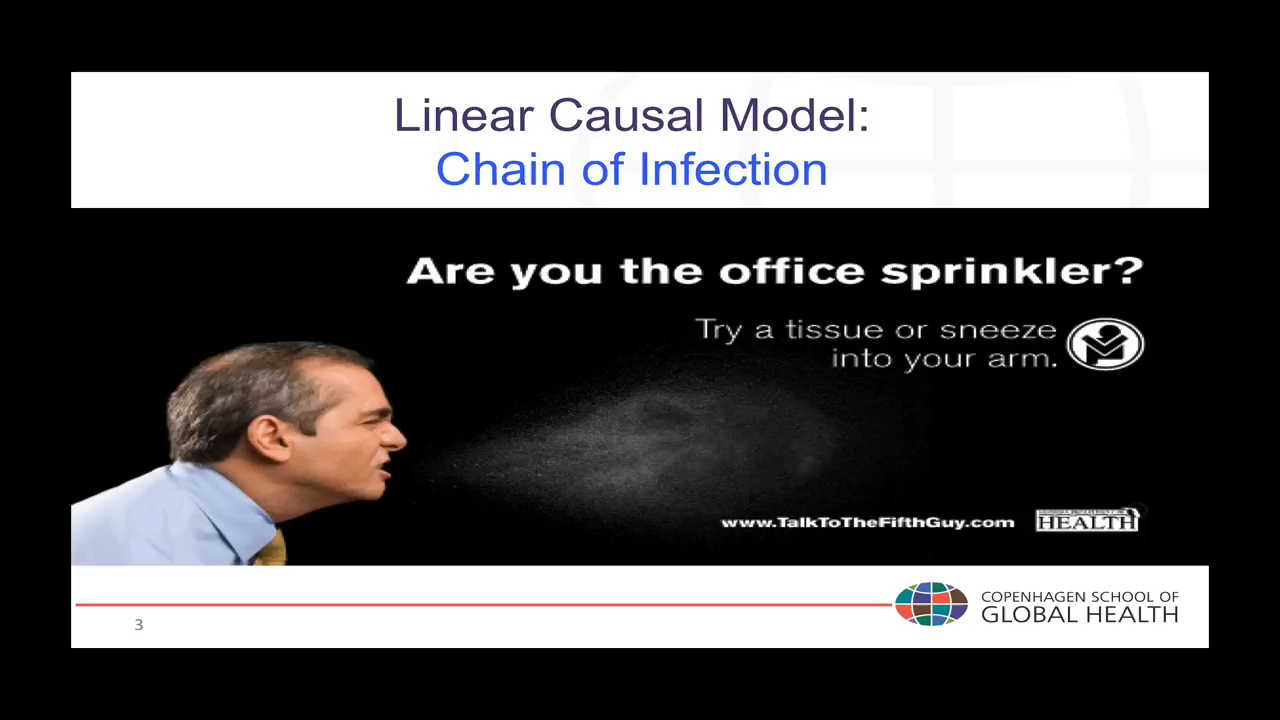 Linear Causal Model:
Chain of Infection
Are you the office sprinkler?
Try a tissue or sneeze
into your arm.
www.TalkToTheFifthGuy.com
HEALTH
3
COPENHAGEN SCHOOL OF
GLOBAL HEALTH